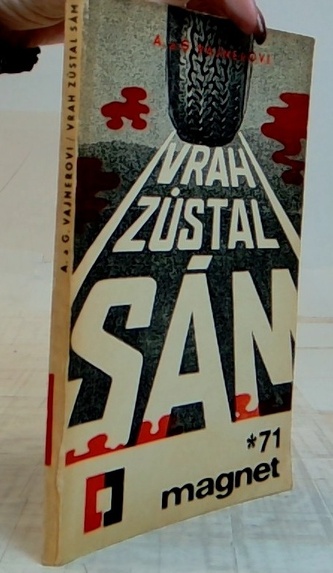 A. a G. VAJNEROVI / VRAH ZŮSTAL SÁM
A. a G. VAJNEROVI
VRAH
ZŮSTAL
SÁM
*71
magnet